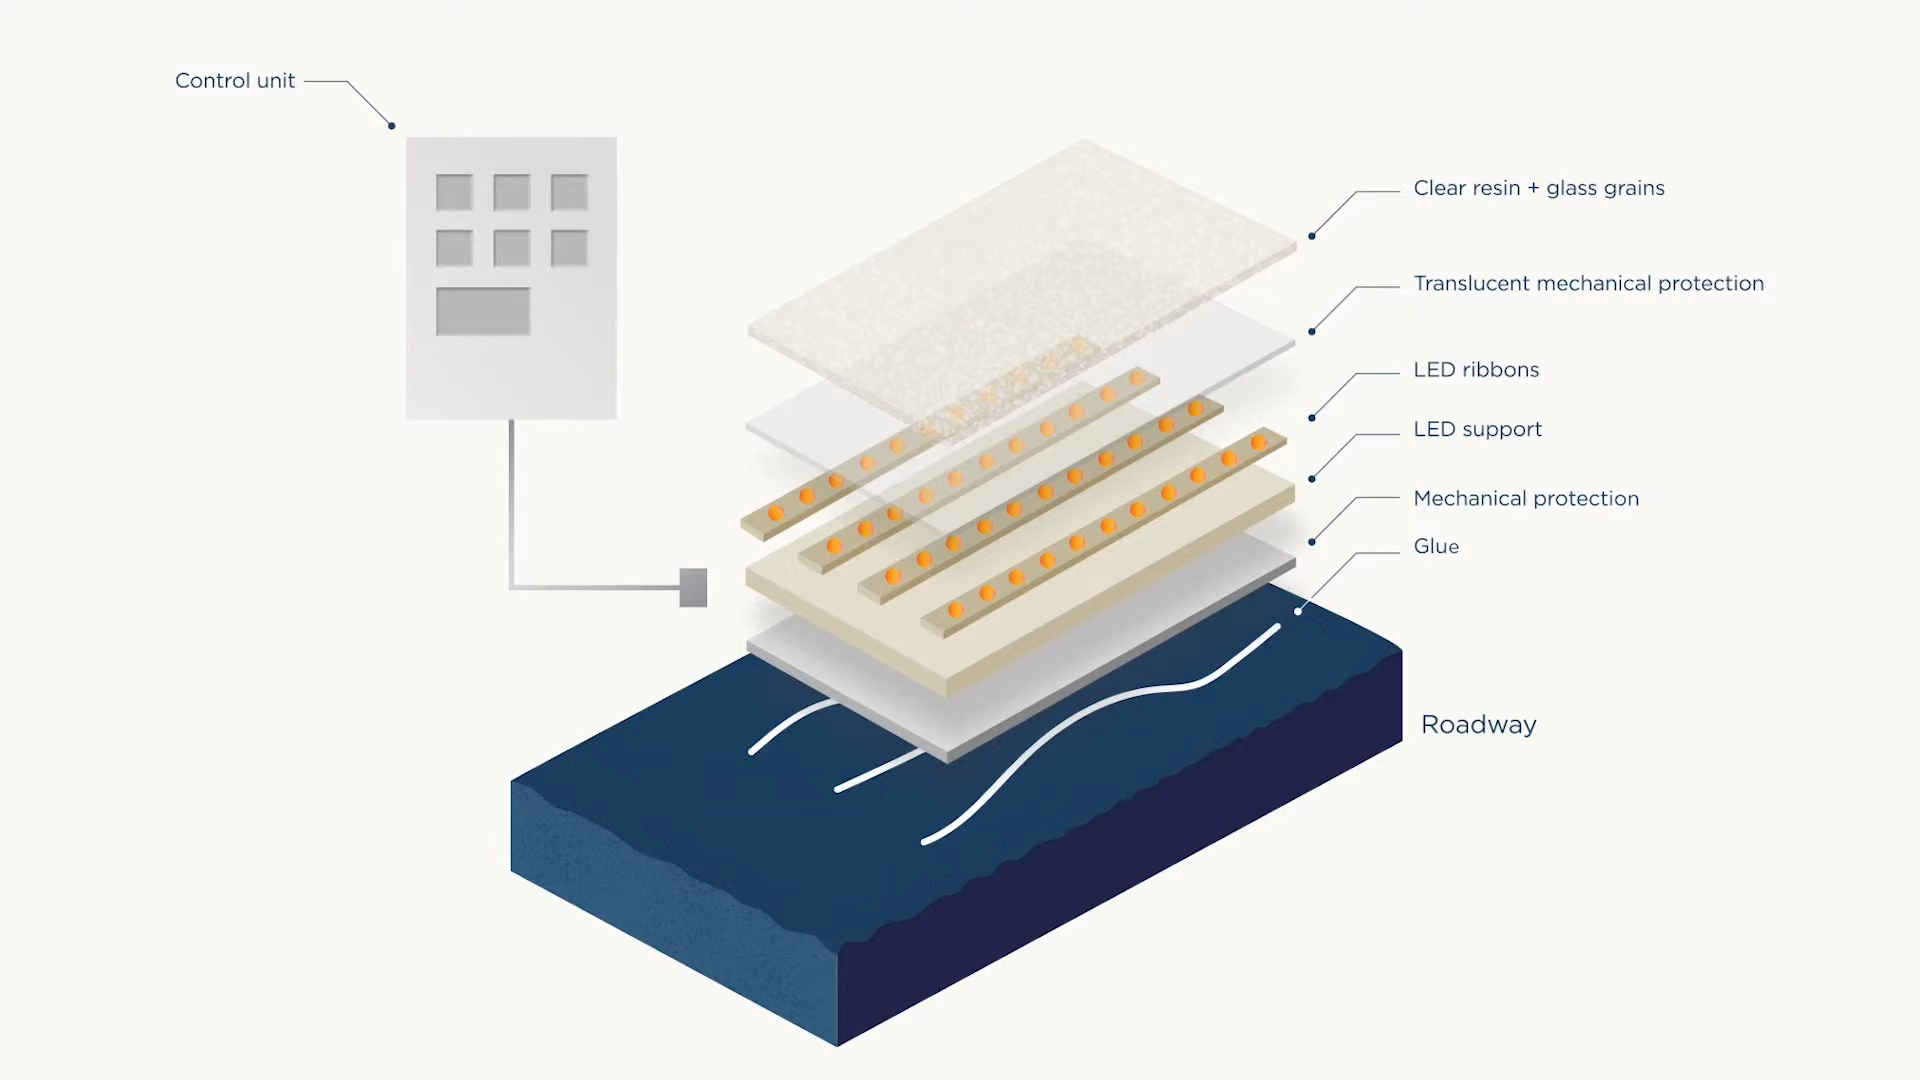 Control unit
Clear resin + glass grains
Translucent mechanical protection
LED ribbons
LED support
Mechanical protection
Glue
Roadway